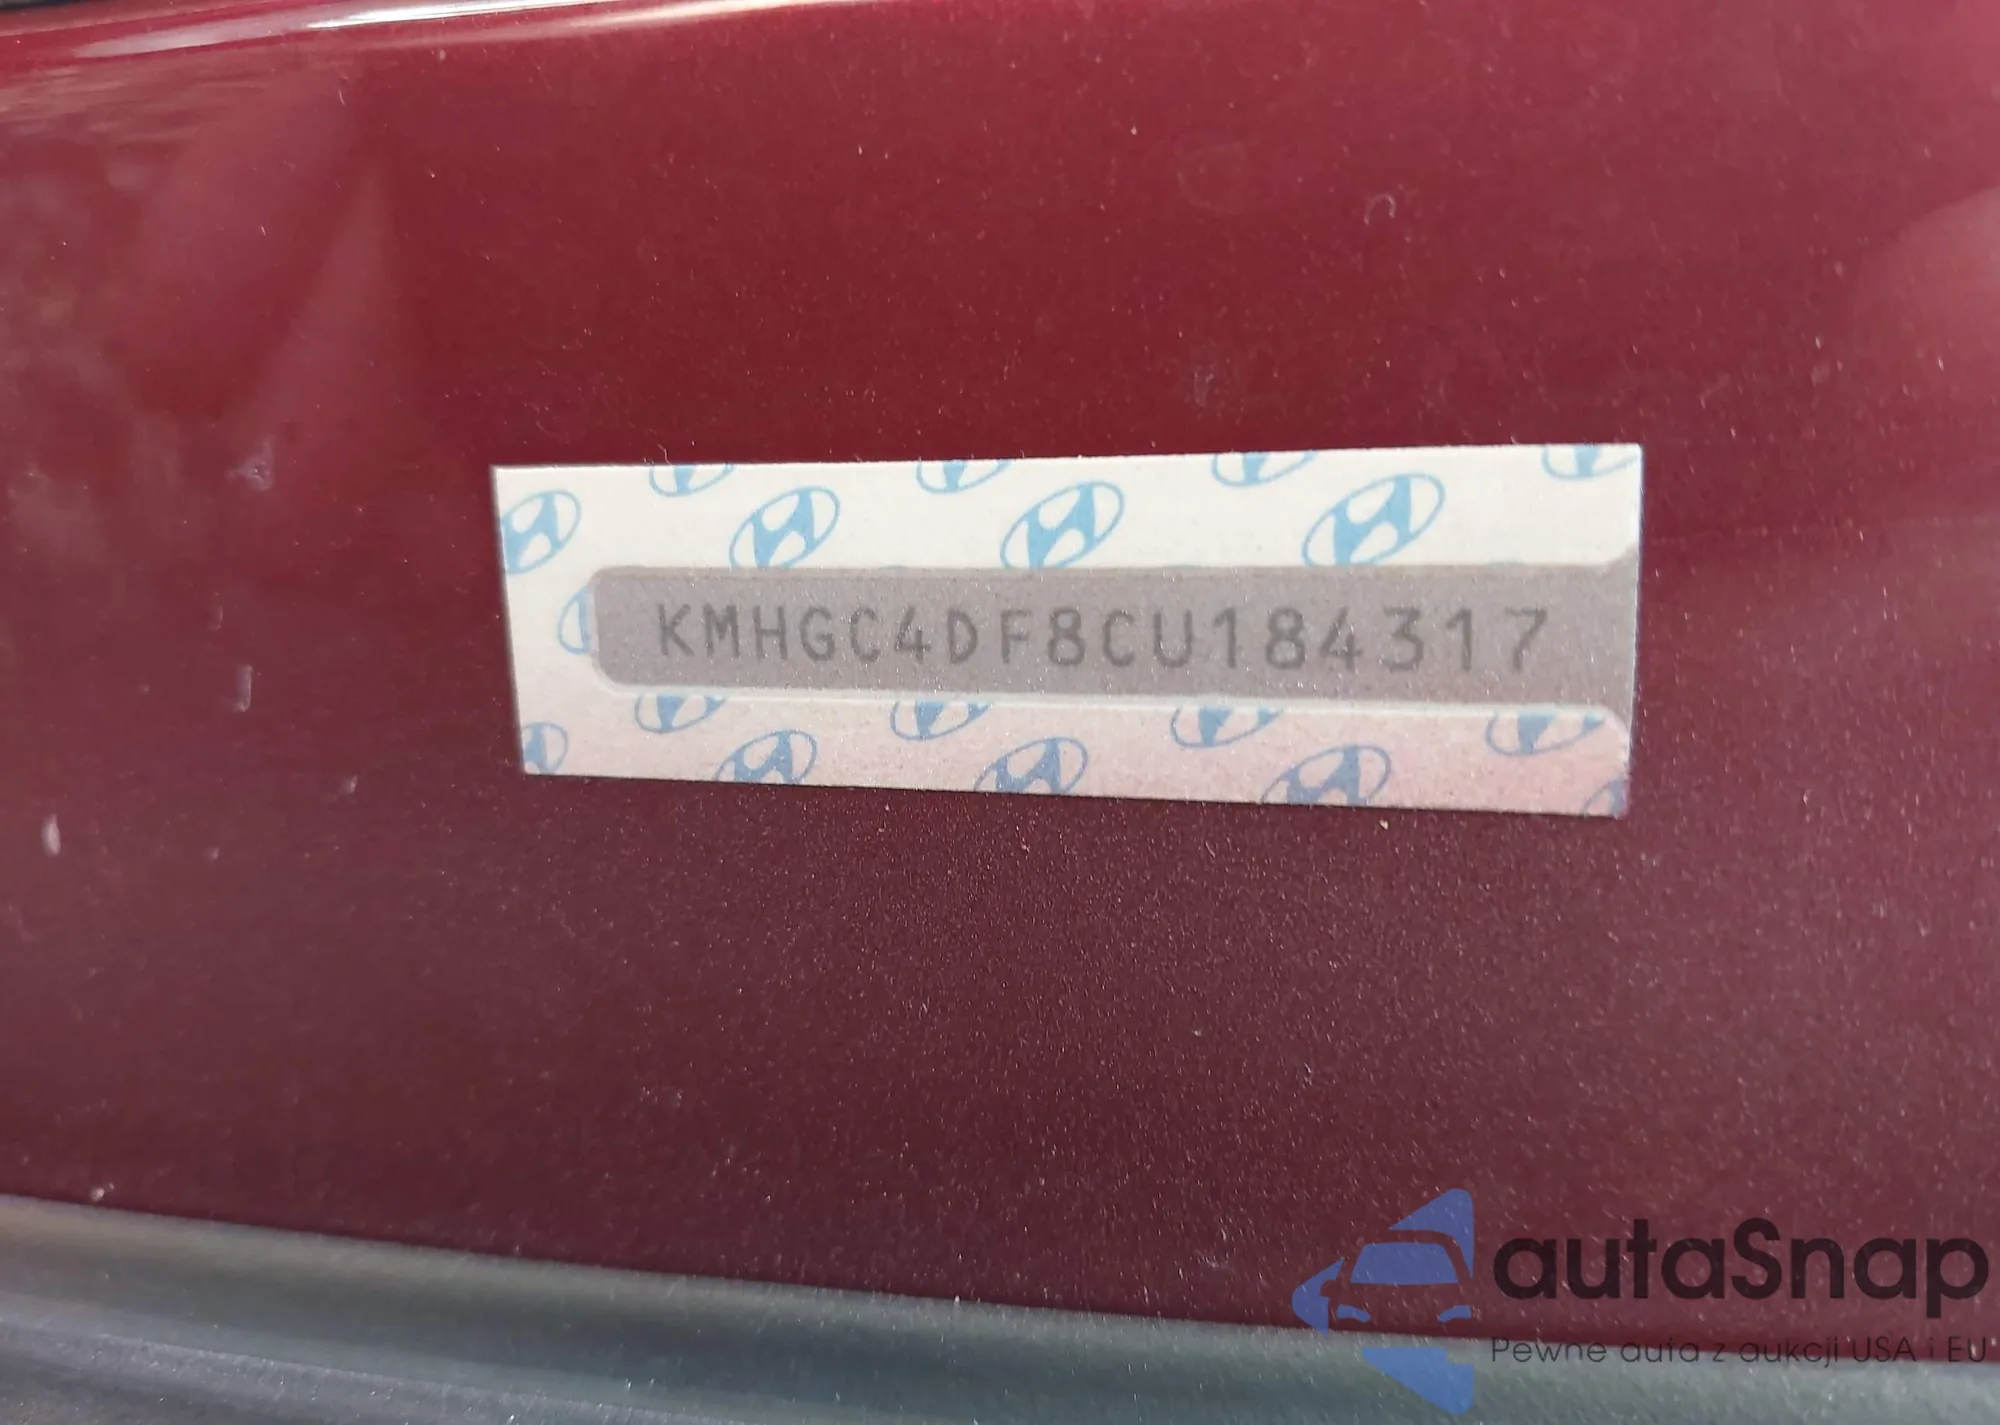 KMHGC4DF8CU184317
autaSnap
Pewne auta z aukcji USA i EU